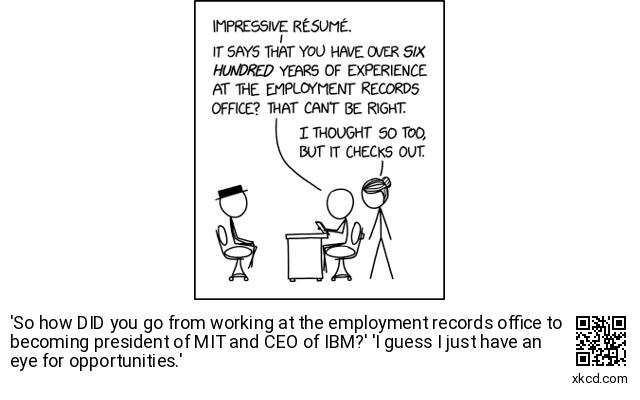 IMPRESSIVE RÉSUMÉ.
IT SAYS THAT YOU HAVE OVER SIX
HUNDRED YEARS OF EXPERIENCE
AT THE EMPLOYMENT RECORDS
OFFICE? THAT CAN'T BE RIGHT.
I THOUGHT SO TOO,
BUT IT CHECKS OUT.
'So how DID you go from working at the employment records office to
becoming president of MIT and CEO of IBM?' 'I guess I just have an
eye for opportunities.'
xkcd.com